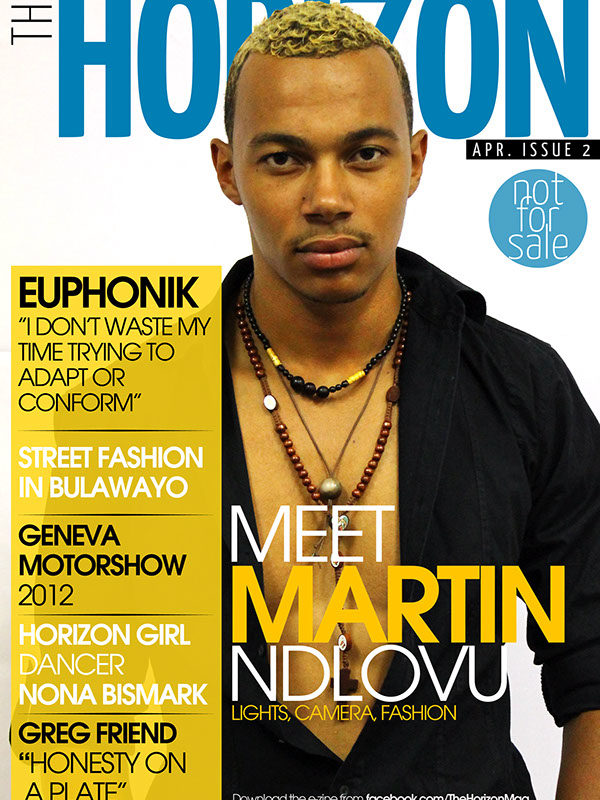 THE
HORIZON
APR. ISSUE 2
not
for
sale
EUPHONIK
“I DON’T WASTE MY
TIME TRYING TO
ADAPT OR
CONFORM”
STREET FASHION
IN BULAWAYO
GENEVA
MOTORSHOW
2012
HORIZON GIRL
DANCER
NONA BISMARK
GREG FRIEND
“HONESTY ON
A PLATE”
MEET
MARTIN
NDLOVU
LIGHTS, CAMERA, FASHION
Download the e-zine from facebook.com/TheHorizonMag